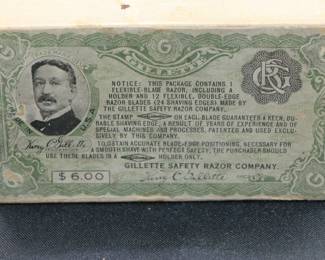 NOTICE: THIS PACKAGE CONTAINS 1
FLEXIBLE-BLADE RAZOR, INCLUDING A
HOLDER AND 12 FLEXIBLE, DOUBLE-EDGE
RAZOR BLADES (24 SHAVING EDGES) MADE BY
THE GILLETTE SAFETY RAZOR COMPANY.
THE STAMP ON EACH BLADE GUARANTEES A KEEN, DU-
RABLE SHAVING EDGE, A RESULT OF YEARS OF EXPERIENCE AND OF
SPECIAL MACHINES AND PROCESSES, PATENTED AND USED EXCLU-
SIVELY BY THIS COMPANY.
TO OBTAIN ACCURATE BLADE-EDGE POSITIONING, NECESSARY FOR
A SMOOTH SHAVE WITH PERFECT SAFETY, THE PURCHASER SHOULD
USE THESE BLADES IN A HOLDER ONLY.
GILLETTE SAFETY RAZOR COMPANY.
King C Gillette
$6.00
King C Gillette